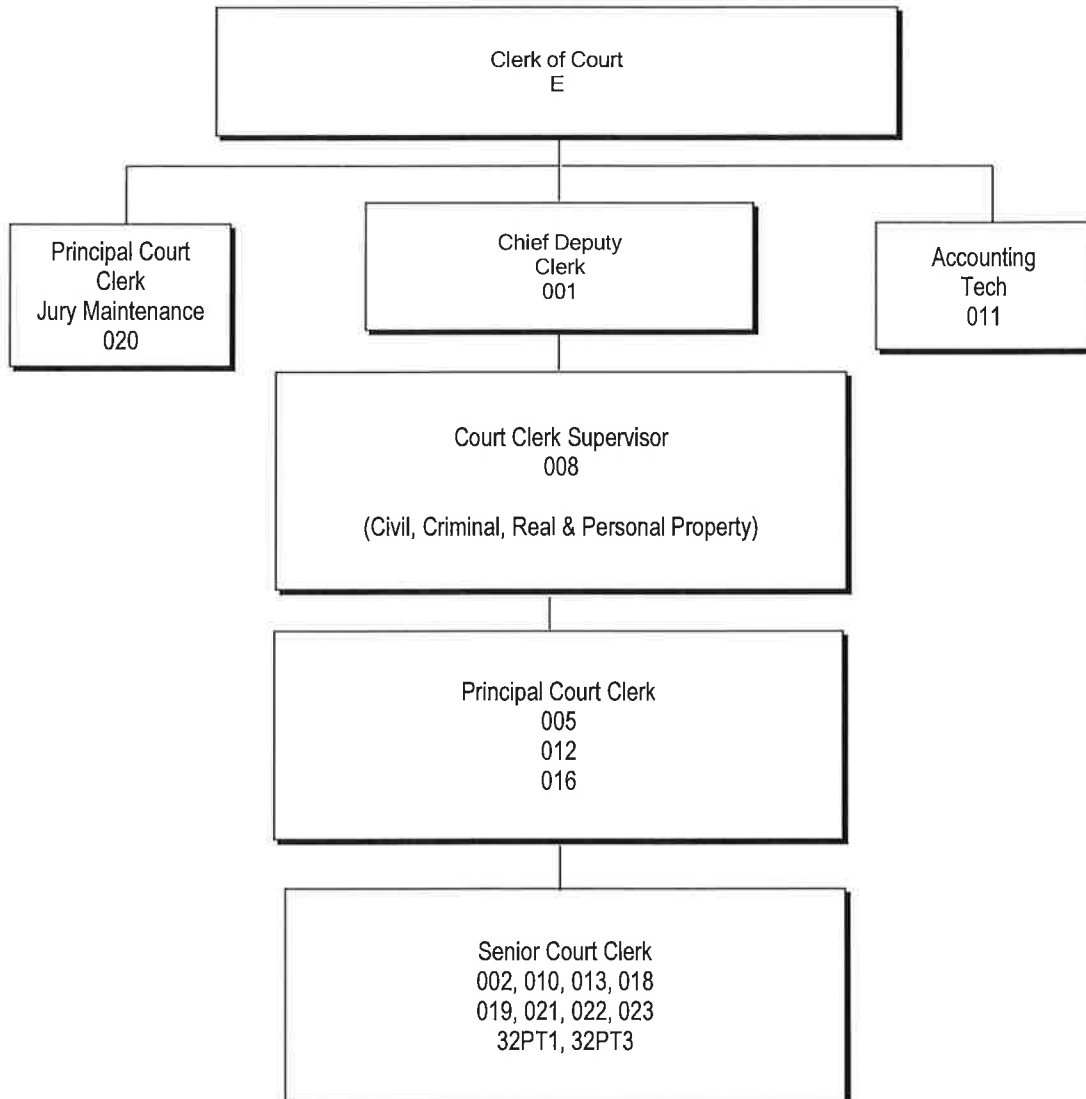 Clerk of Court
E
Principal Court
Clerk
Jury Maintenance
020
Chief Deputy
Clerk
001
Accounting
Tech
011
Court Clerk Supervisor
008
(Civil, Criminal, Real & Personal Property)
Principal Court Clerk
005
012
016
Senior Court Clerk
002, 010, 013, 018
019, 021, 022, 023
32PT1, 32PT3